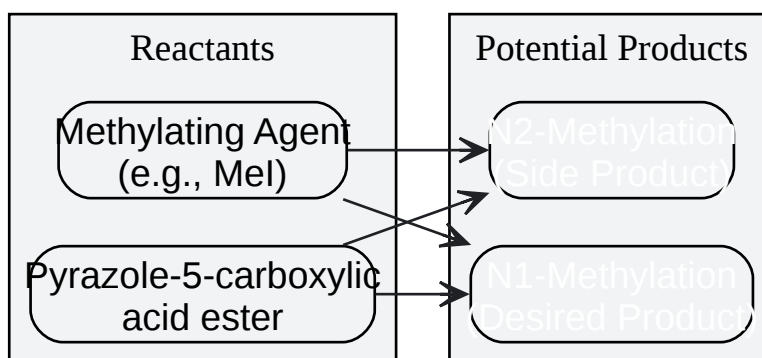 Reactants
Methylating Agent
(e.g., MeI)
Pyrazole-5-carboxylic
acid ester
Potential Products
N2-Methylation
(Side Product)
N1-Methylation
(Desired Product)